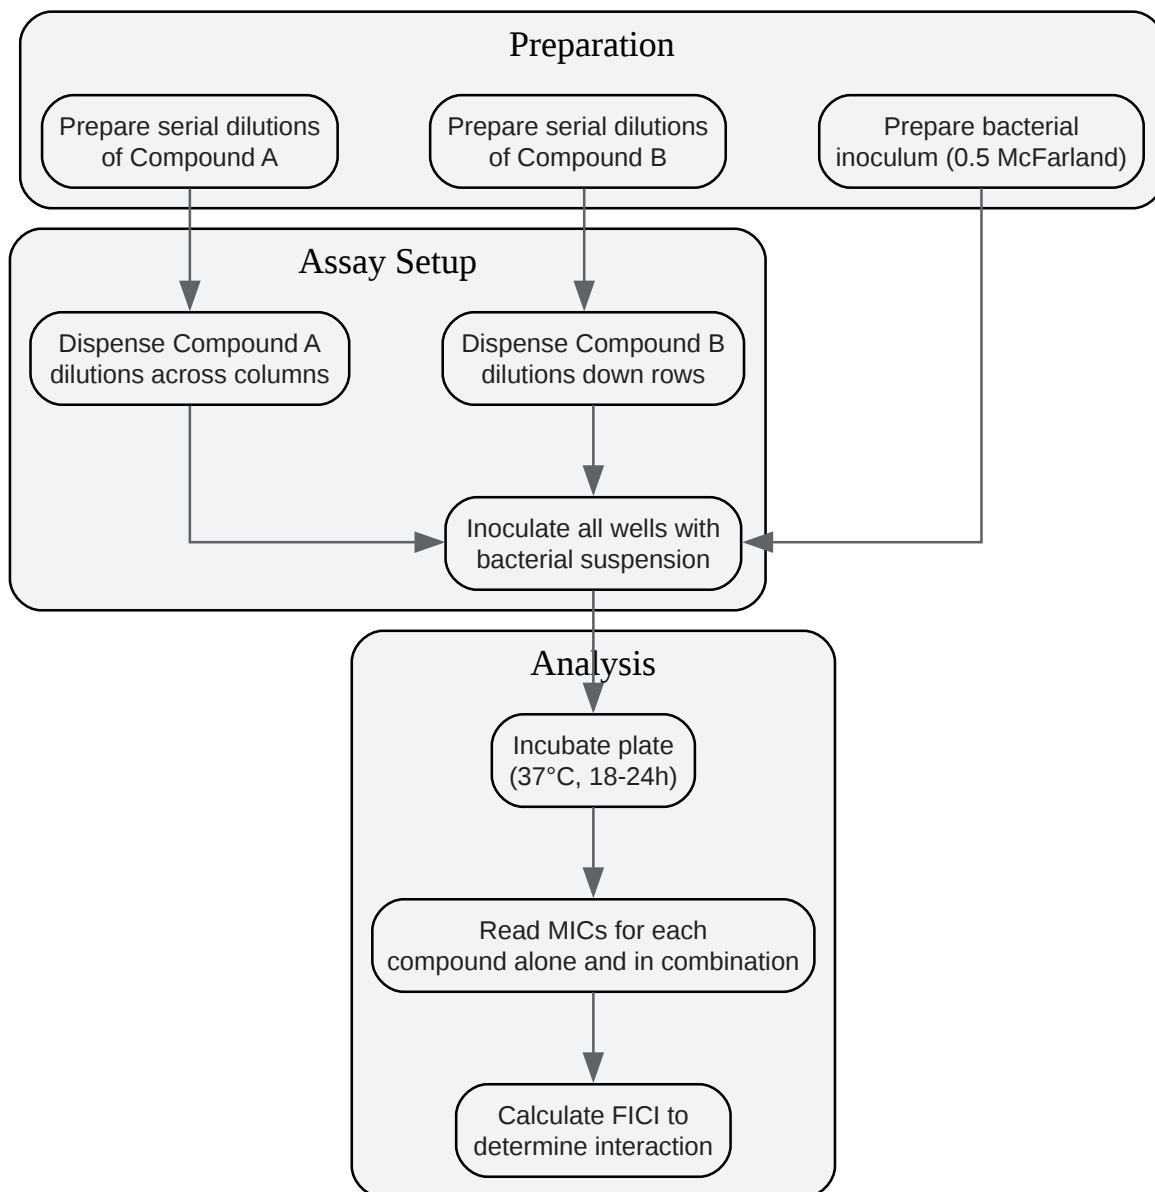 Preparation
Prepare serial dilutions
of Compound A
Prepare serial dilutions
of Compound B
Prepare bacterial
inoculum (0.5 McFarland)
Assay Setup
Dispense Compound A
dilutions across columns
Dispense Compound B
dilutions down rows
Inoculate all wells with
bacterial suspension
Analysis
Incubate plate
(37°C, 18-24h)
Read MICs for each
compound alone and in combination
Calculate FICI to
determine interaction